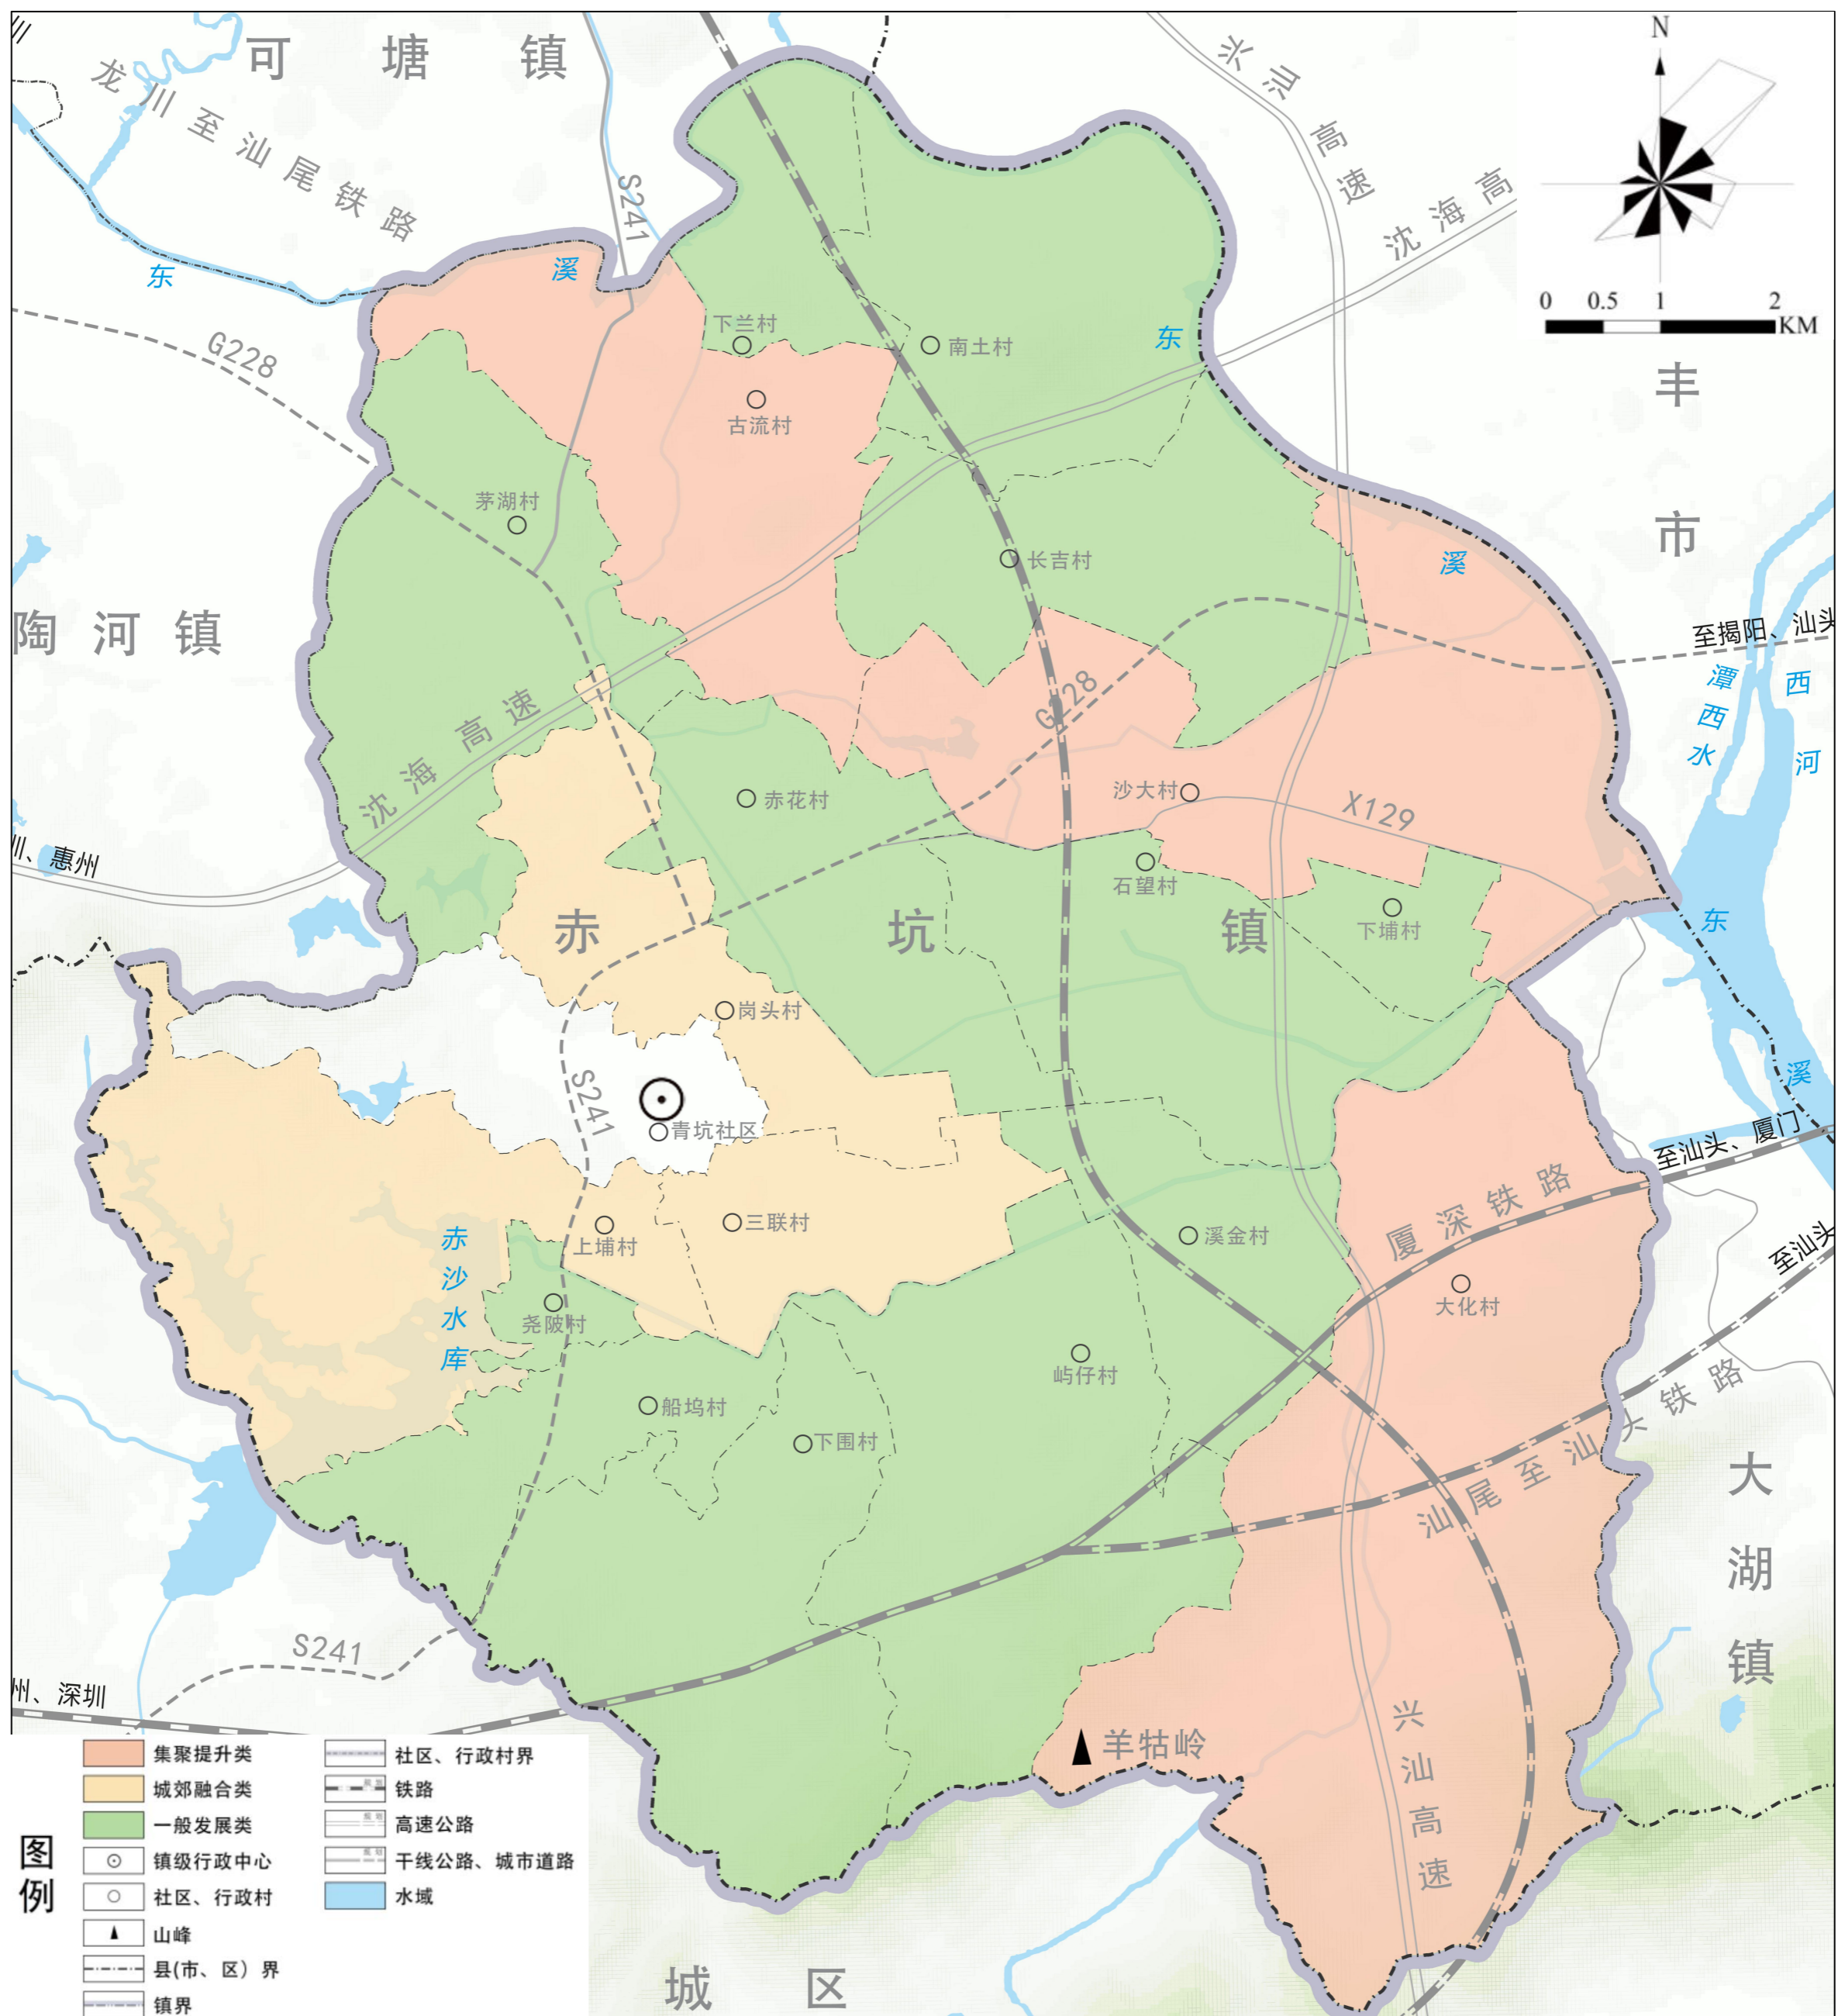 可塘镇
龙川至汕尾铁路
兴汕高速
N
S241
沈海高
0 0.5 1 2
KM
东
溪
G228
下兰村
南土村
东
丰
市
古流村
茅湖村
长吉村
溪
陶河镇
至揭阳、汕头
潭西水
西河
G228
沈海高速
赤花村
沙大村
X129
圳、惠州
石望村
赤坑镇
下埔村
东
岗头村
溪
S241
青坑社区
至汕头、厦门
厦深铁路
三联村
上埔村
溪金村
至汕头
赤沙水库
大化村
尧陂村
屿仔村
船坞村
下围村
汕尾至汕头铁路
大湖镇
S241
州、深圳
羊牯岭
兴汕高速
城区
图例
集聚提升类
城郊融合类
一般发展类
镇级行政中心
社区、行政村
山峰
县(市、区）界
镇界
社区、行政村界
铁路
高速公路
干线公路、城市道路
水域